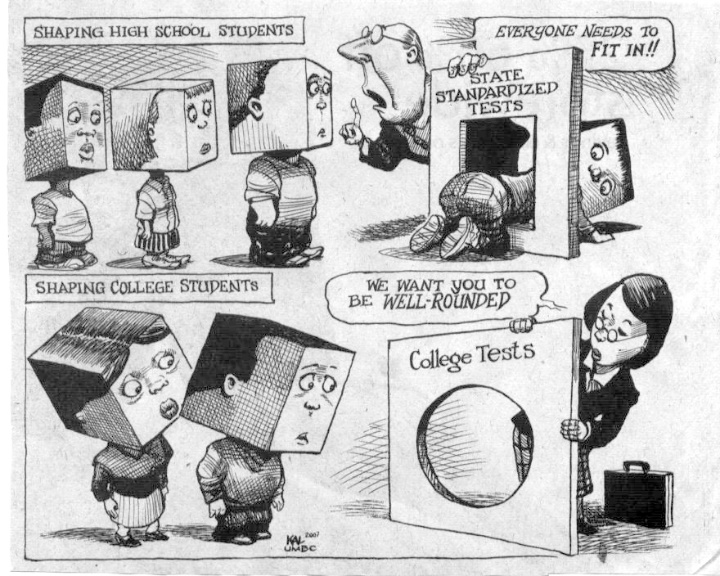 SHAPING HIGH SCHOOL STUDENTS
EVERYONE NEEDS TO
FIT IN!!
STATE
STANDARDIZED
TESTS
SHAPING COLLEGE STUDENTS
WE WANT YOU TO
BE WELL-ROUNDED
College Tests
KAL 2007
UMBC